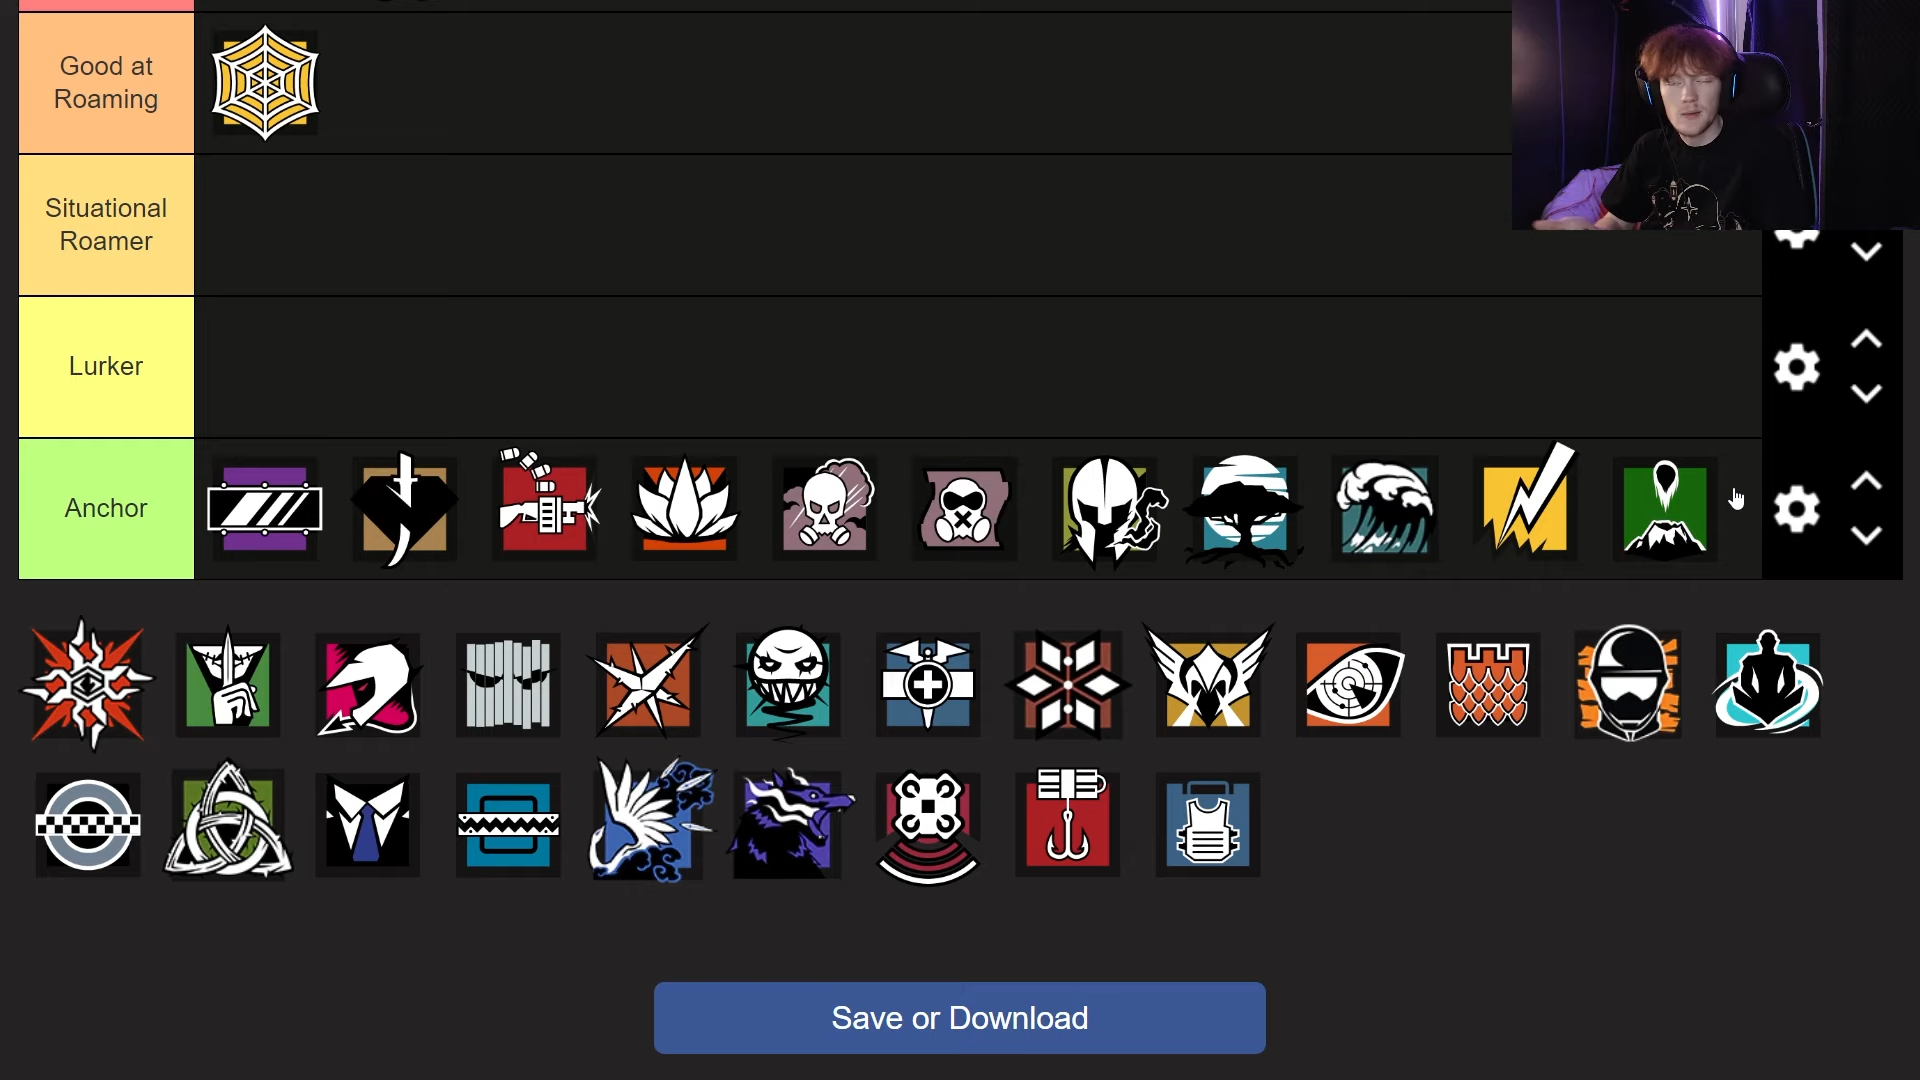 Good at
Roaming
Situational
Roamer
Lurker
Anchor
Save or Download